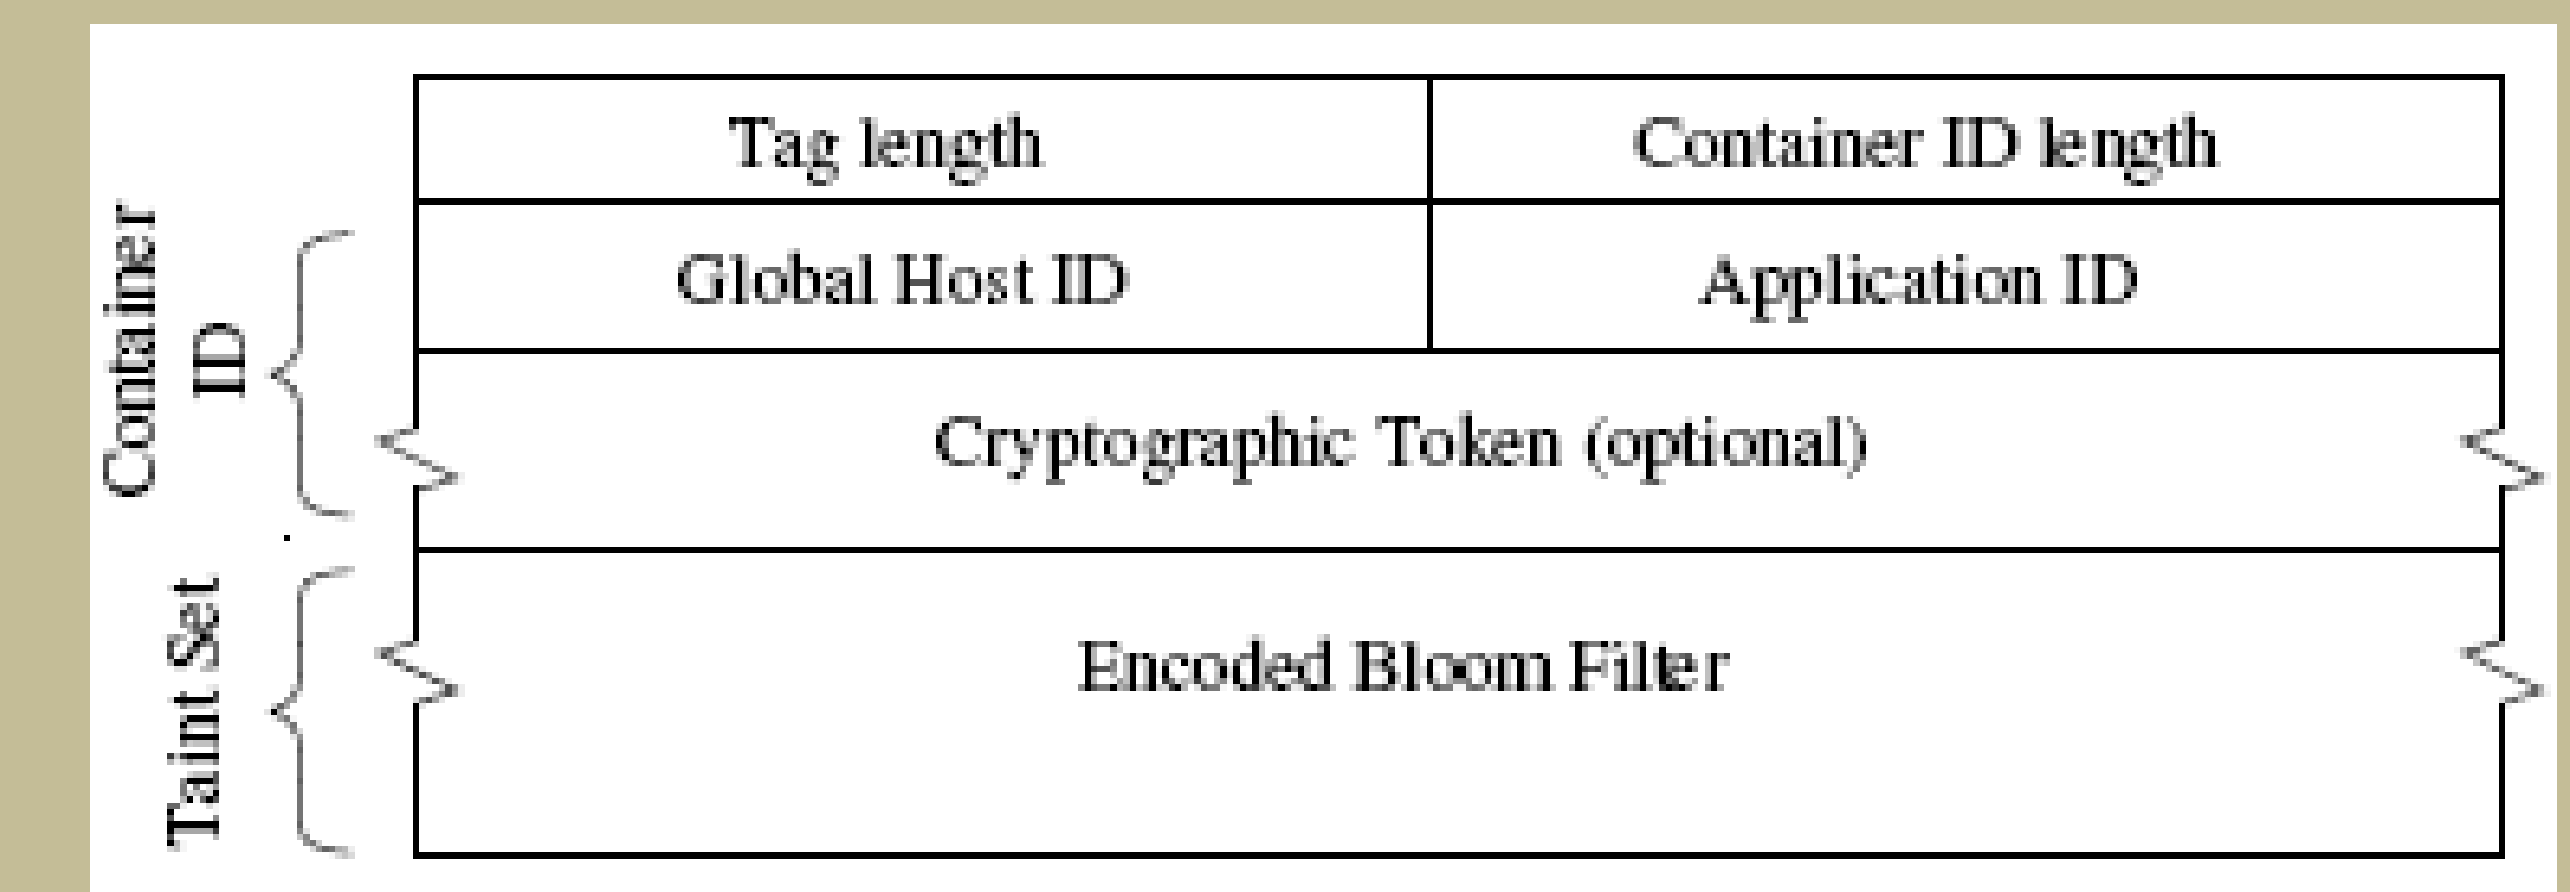 Tag length
Container ID length
Container
ID
Global Host ID
Application ID
Cryptographic Token (optional)
Taint Set
Encoded Bloom Filter